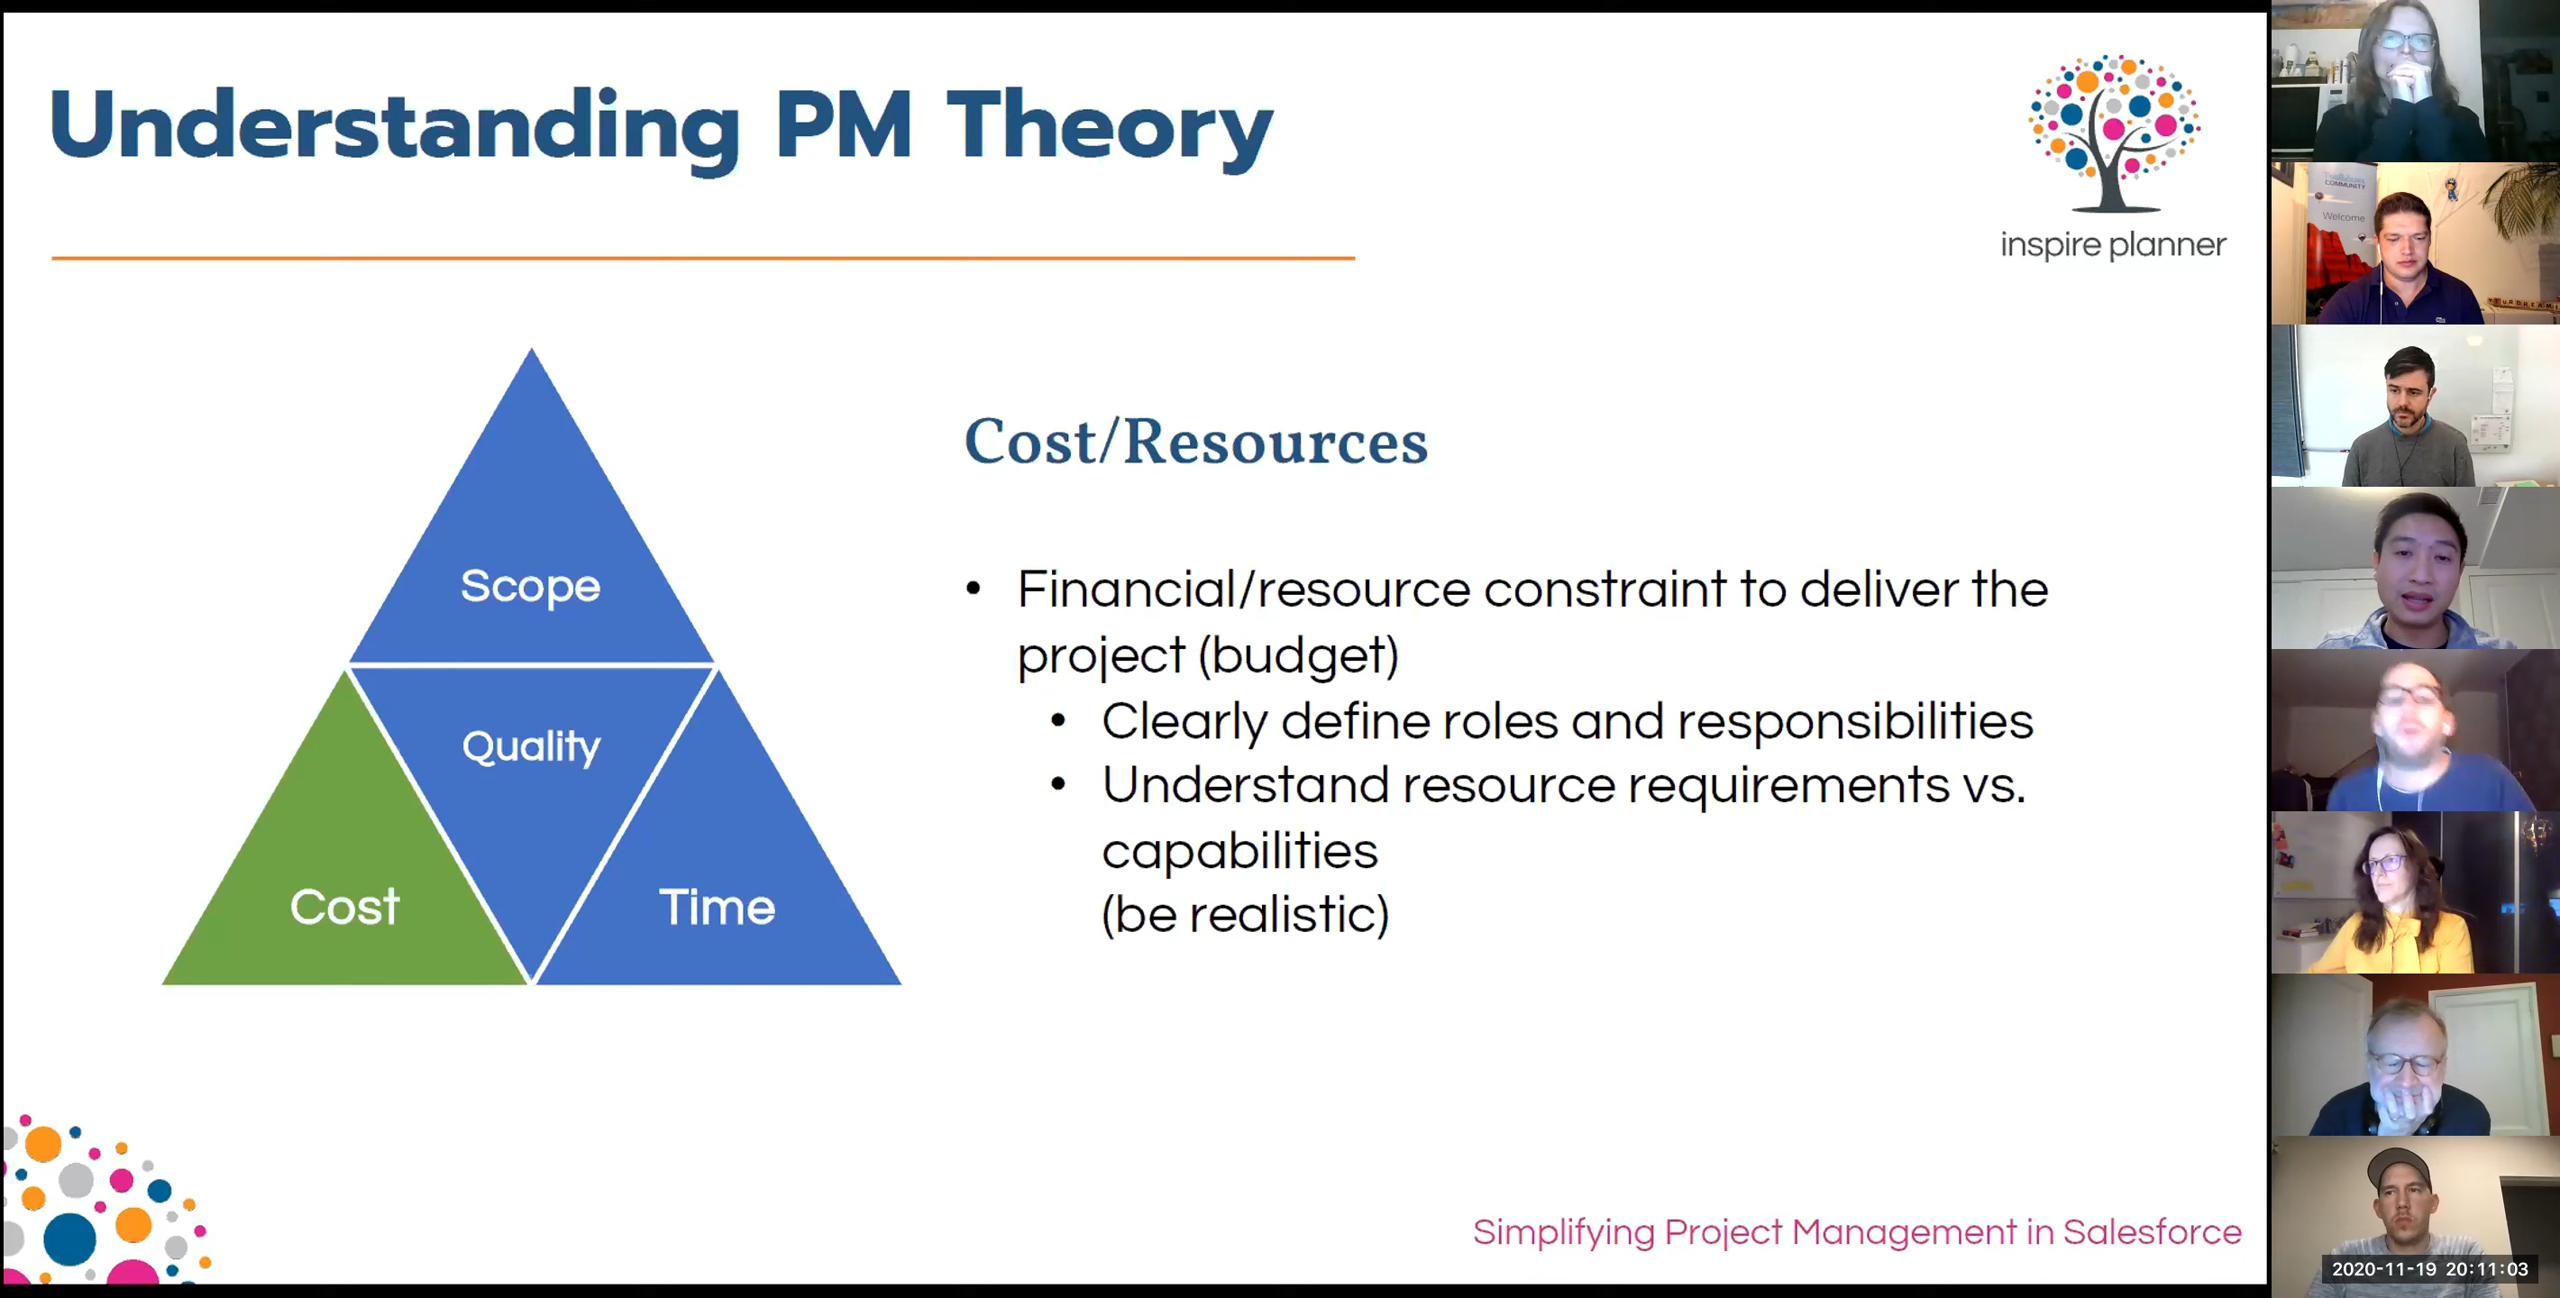 Understanding PM Theory
inspire planner
Scope
Quality
Cost
Time
Cost/Resources
• Financial/resource constraint to deliver the
project (budget)
• Clearly define roles and responsibilities
• Understand resource requirements vs.
capabilities
(be realistic)
Simplifying Project Management in Salesforce
COMMUNITY
Welcome
2020-11-19 20:11:03